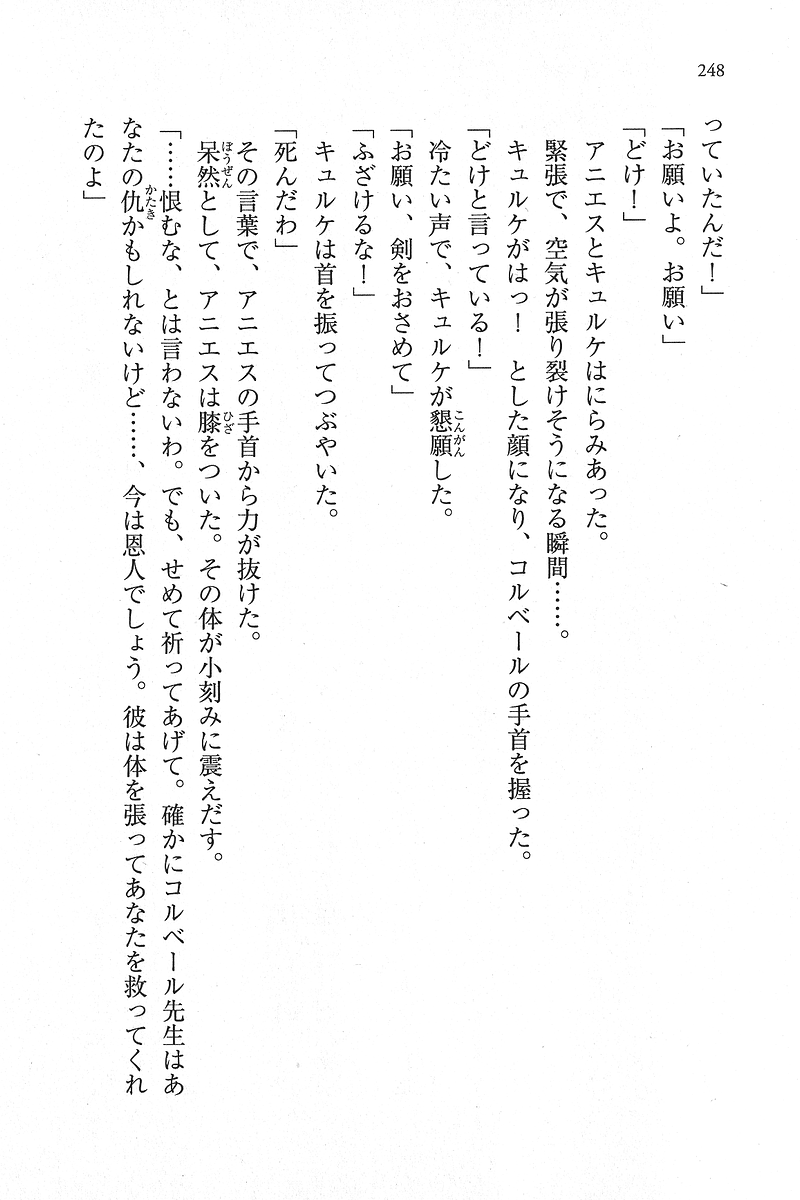 248
っていたんだ！」
「お願いよ。お願い」
「どけ！」
アニエスとキュルケはにらみあった。
緊張で、空気が張り裂けそうになる瞬間……。
キュルケがはっ！　とした顔になり、コルベールの手首を握った。
「どけと言っている！」
冷たい声で、キュルケが懇願した。
「お願い、剣をおさめて」
「ふざけるな！」
キュルケは首を振ってつぶやいた。
「死んだわ」
その言葉で、アニエスの手首から力が抜けた。
呆然として、アニエスは膝をついた。その体が小刻みに震えだす。
「……恨むな、とは言わないわ。でも、せめて祈ってあげて。確かにコルベール先生はあ
なたの仇かもしれないけど……、今は恩人でしょう。彼は体を張ってあなたを救ってくれ
たのよ」